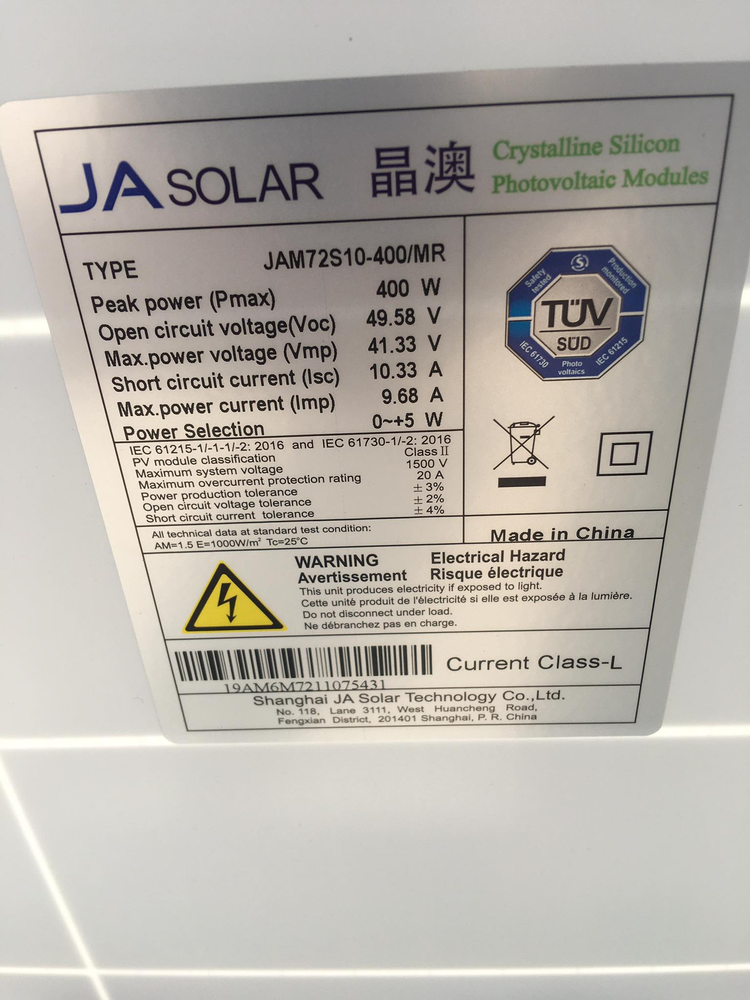 JA SOLAR 晶澳 Crystalline Silicon
Photovoltaic Modules
TYPE JAM72S10-400/MR
Peak power (Pmax) 400 W
Open circuit voltage(Voc) 49.58 V
Max.power voltage (Vmp) 41.33 V
Short circuit current (Isc) 10.33 A
Max.power current (Imp) 9.68 A
Power Selection 0~+5 W
IEC 61215-1/-1-1/-2: 2016 and IEC 61730-1/-2: 2016
PV module classification Class II
Maximum system voltage 1500 V
Maximum overcurrent protection rating 20 A
Power production tolerance ± 3%
Open circuit voltage tolerance ± 2%
Short circuit current tolerance ± 4%
All technical data at standard test condition:
AM=1.5 E=1000W/m² Tc=25°C
Safety tested
S
Production monitored
TÜV
SÜD
IEC 61730
Photo voltaics
IEC 61215
Made in China
WARNING Electrical Hazard
Avertissement Risque électrique
This unit produces electricity if exposed to light.
Cette unité produit de l'électricité si elle est exposée à la lumière.
Do not disconnect under load.
Ne débranchez pas en charge.
Current Class-L
19AM6M7211075431
Shanghai JA Solar Technology Co.,Ltd.
No. 118, Lane 3111, West Huancheng Road,
Fengxian District, 201401 Shanghai, P. R. China